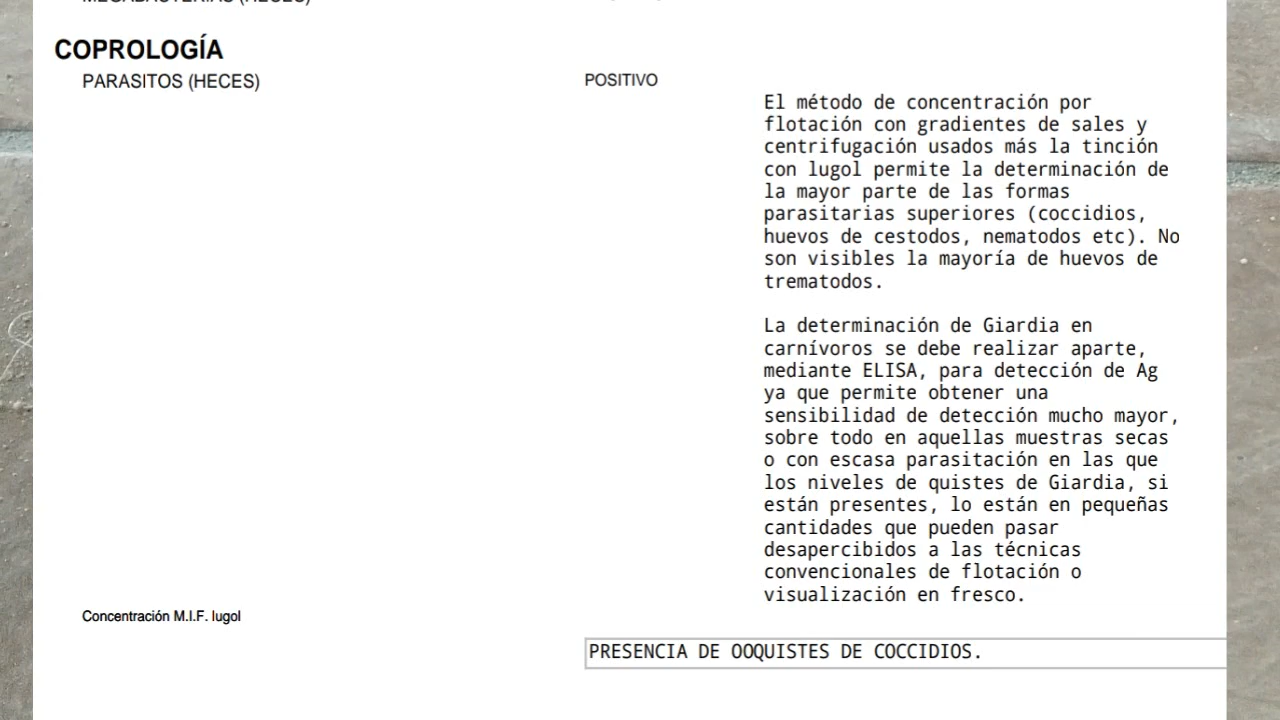 COPROLOGÍA
PARASITOS (HECES)
POSITIVO
El método de concentración por
flotación con gradientes de sales y
centrifugación usados más la tinción
con lugol permite la determinación de
la mayor parte de las formas
parasitarias superiores (coccidios,
huevos de cestodos, nematodos etc). No
son visibles la mayoría de huevos de
trematodos.
La determinación de Giardia en
carnívoros se debe realizar aparte,
mediante ELISA, para detección de Ag
ya que permite obtener una
sensibilidad de detección mucho mayor,
sobre todo en aquellas muestras secas
o con escasa parasitación en las que
los niveles de quistes de Giardia, si
están presentes, lo están en pequeñas
cantidades que pueden pasar
desapercibidos a las técnicas
convencionales de flotación o
visualización en fresco.
Concentración M.I.F. lugol
PRESENCIA DE OOQUISTES DE COCCIDIOS.